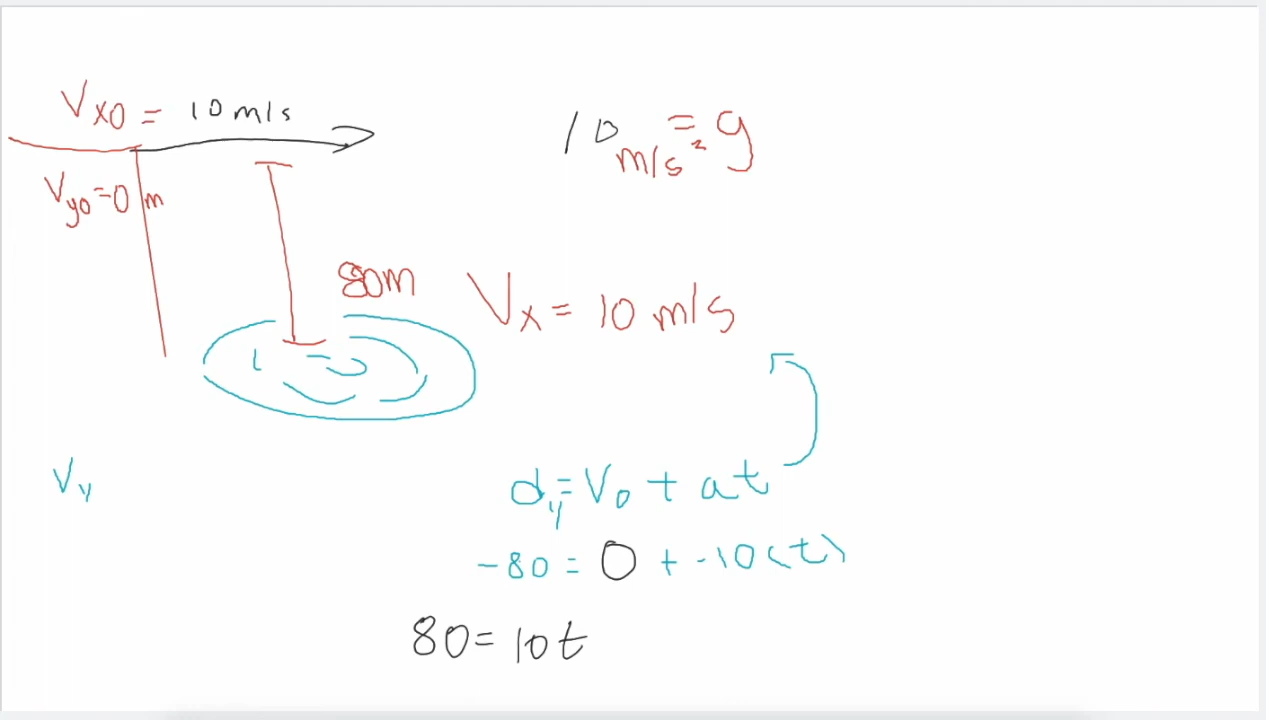 Vx0 = 10 m/s
10 m/s² = g
Vy0=0 m
80m
Vx = 10 m/s
Vy
dy = V0 + at
-80 = 0 + -10(t)
80 = 10t